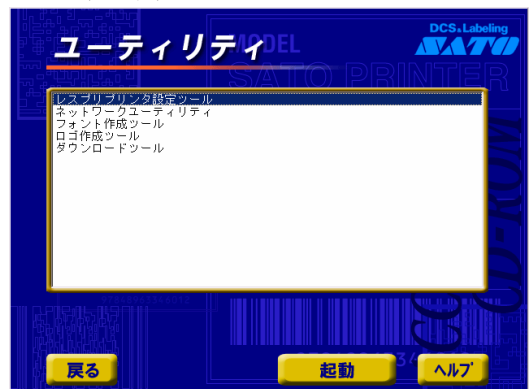 ユーティリティ
DCS&Labeling
SATO
MODEL
SATO PRINTER
レスプリプリンタ設定ツール
ネットワークユーティリティ
フォント作成ツール
ロゴ作成ツール
ダウンロードツール
CD-ROM
戻る
起動
ヘルプ